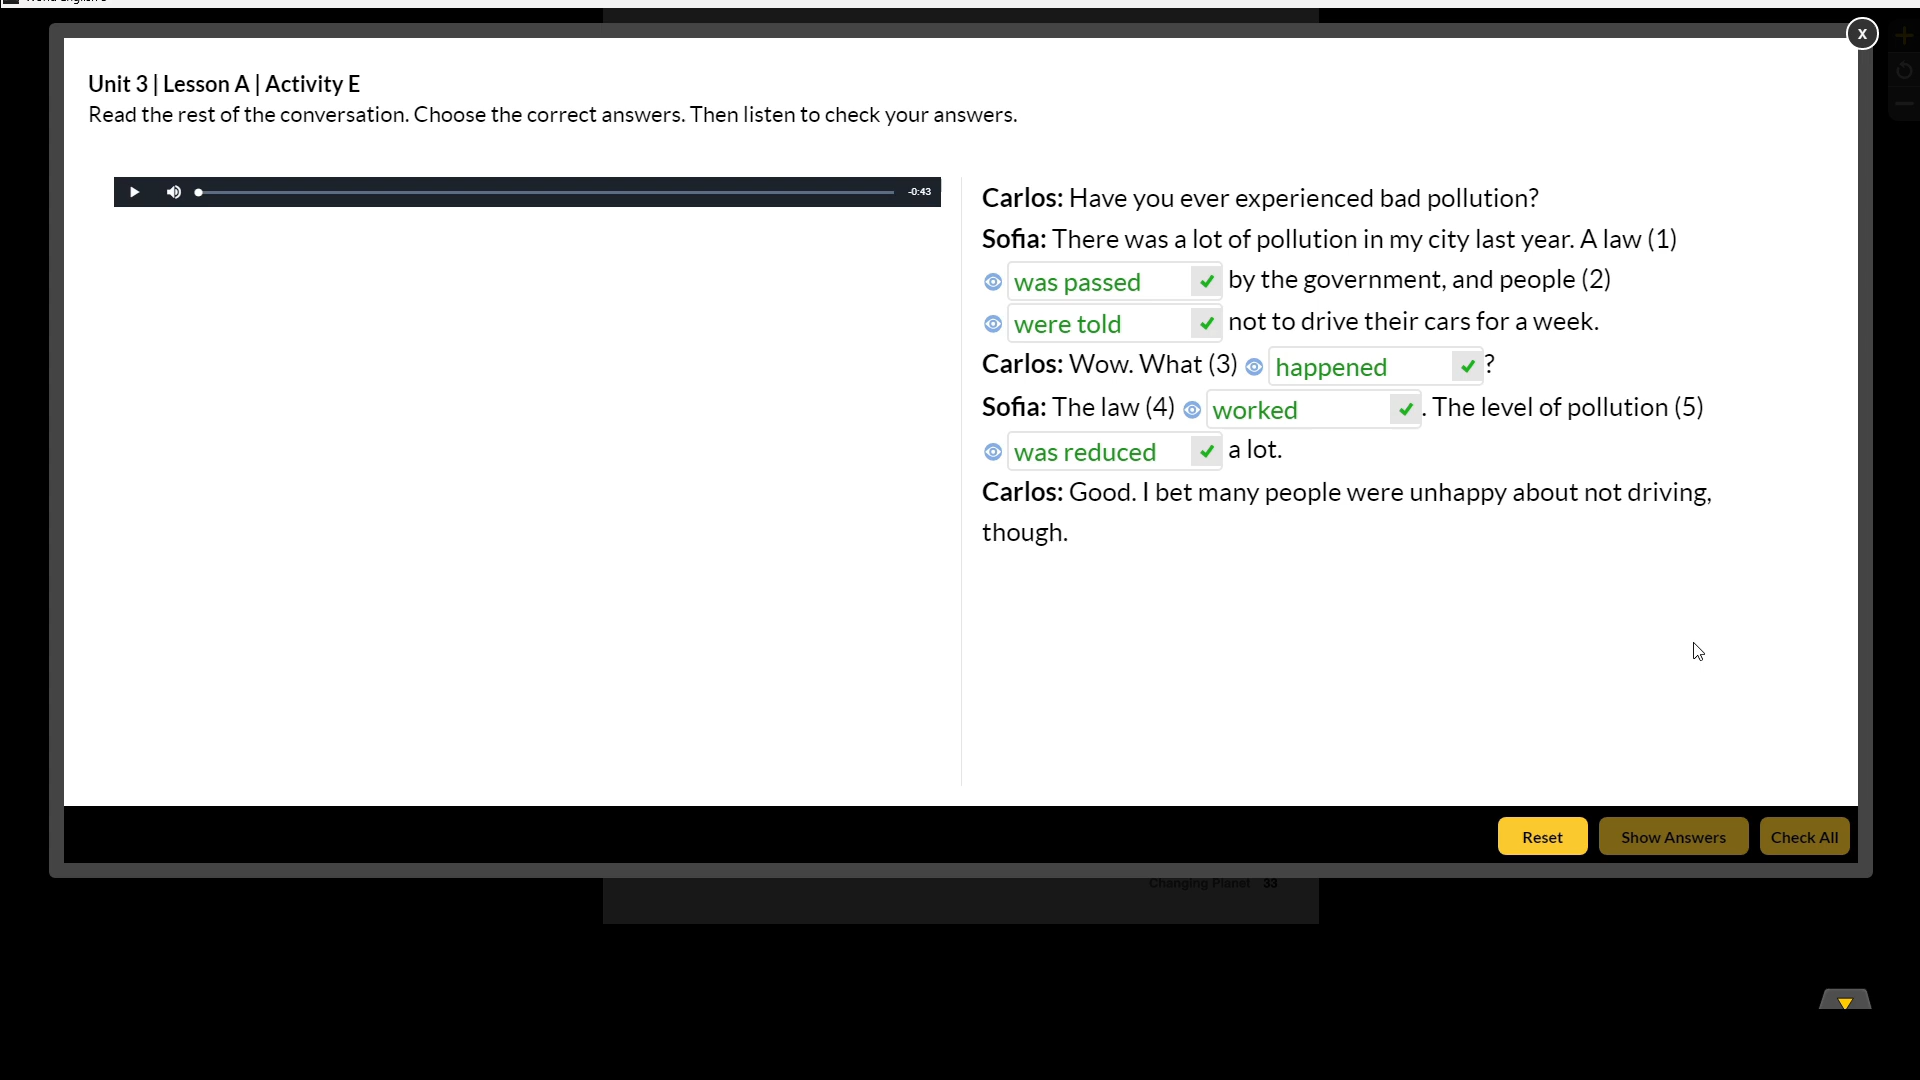 X
Unit 3 | Lesson A | Activity E
Read the rest of the conversation. Choose the correct answers. Then listen to check your answers.
-0:43
Carlos: Have you ever experienced bad pollution?
Sofia: There was a lot of pollution in my city last year. A law (1)
was passed by the government, and people (2)
were told not to drive their cars for a week.
Carlos: Wow. What (3) happened ?
Sofia: The law (4) worked . The level of pollution (5)
was reduced a lot.
Carlos: Good. I bet many people were unhappy about not driving,
though.
Reset Show Answers Check All
Changing Planet 33